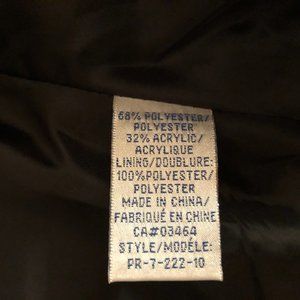 68% POLYESTER/
POLYESTER
32% ACRYLIC/
ACRYLIQUE
LINING/DOUBLURE:
100% POLYESTER/
POLYESTER
MADE IN CHINA/
FABRIQUÉ EN CHINE
CA#03464
STYLE/MODÉLE:
PR-7-222-10